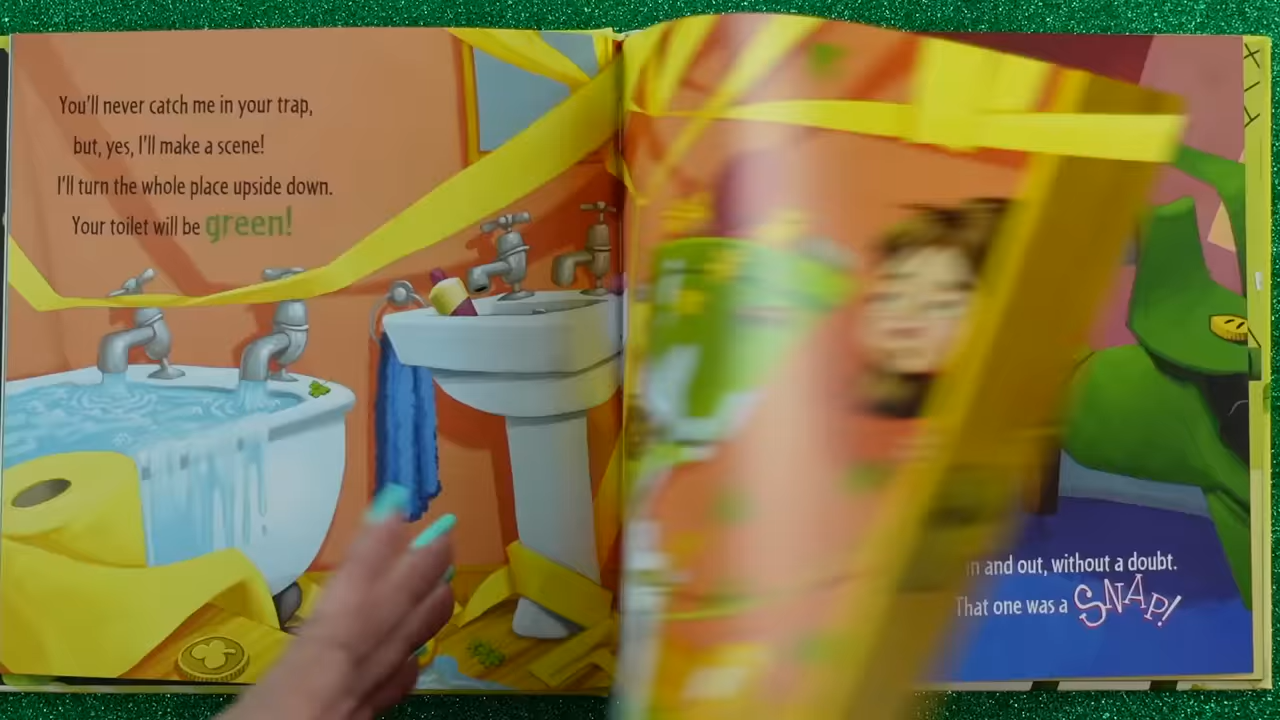 You'll never catch me in your trap,
but, yes, I'll make a scene!
I'll turn the whole place upside down.
Your toilet will be green!
and out, without a doubt.
That one was a SNAP!